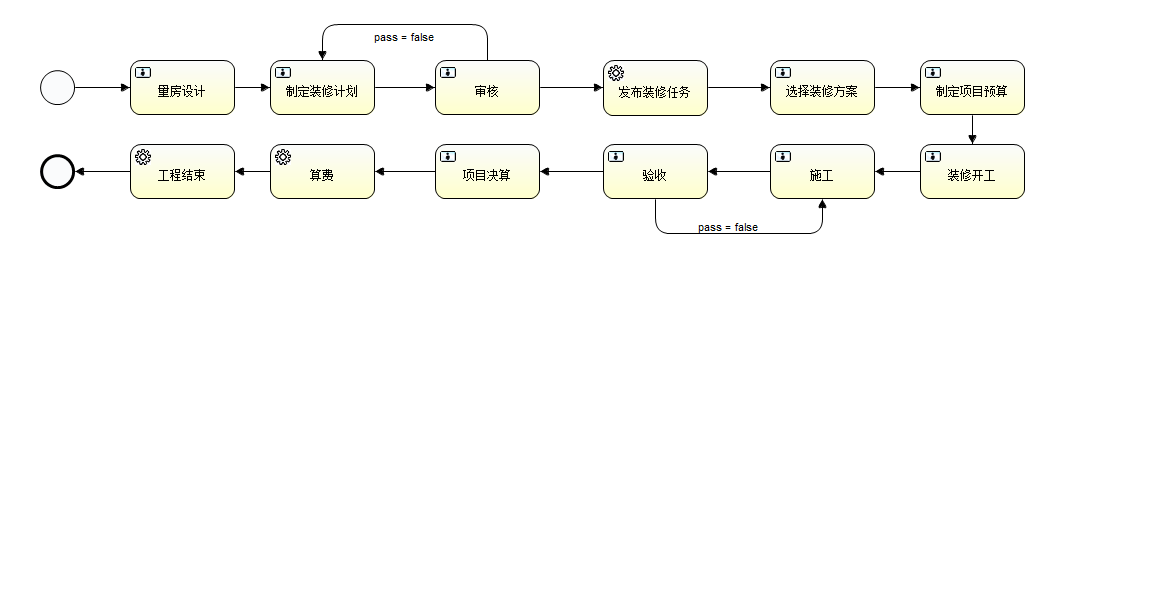 pass = false
量房设计
制定装修计划
审核
发布装修任务
选择装修方案
制定项目预算
工程结束
算费
项目决算
验收
施工
装修开工
pass = false